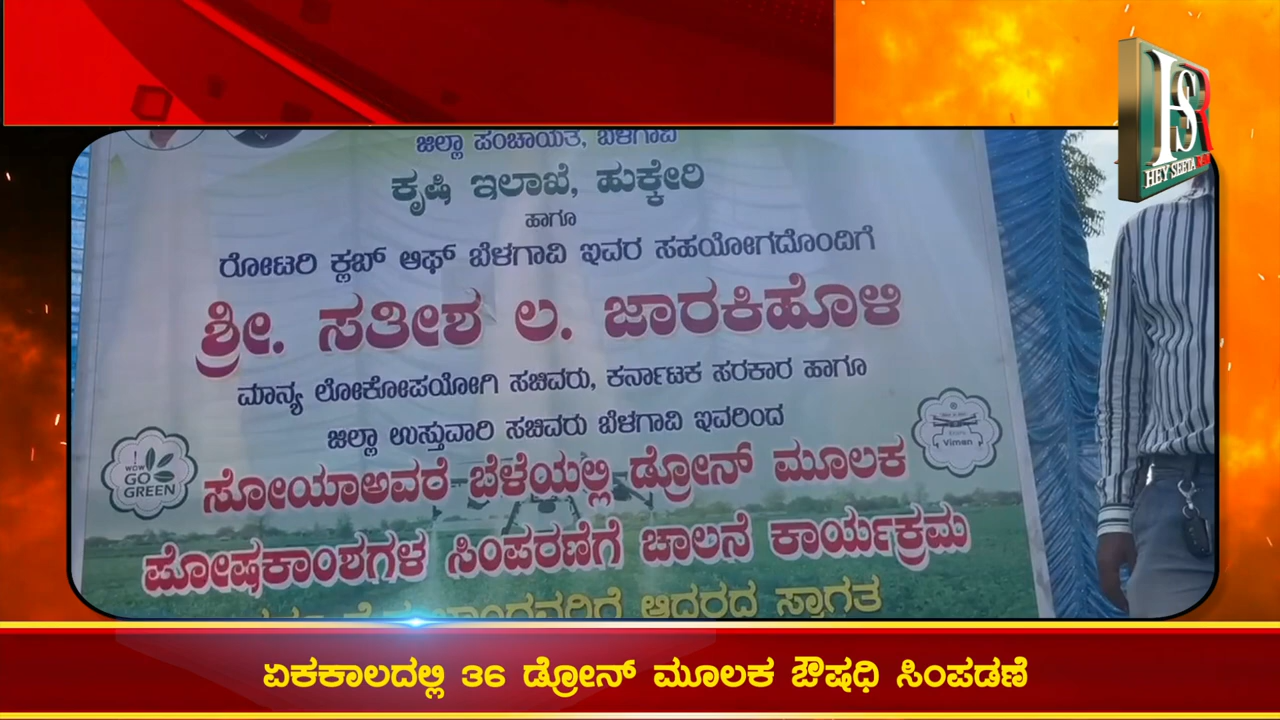 ಜಿಲ್ಲಾ ಪಂಚಾಯತ, ಬೆಳಗಾವಿ
ಕೃಷಿ ಇಲಾಖೆ, ಹುಕ್ಕೇರಿ
ಹಾಗೂ
ರೋಟರಿ ಕ್ಲಬ್ ಆಫ್ ಬೆಳಗಾವಿ ಇವರ ಸಹಯೋಗದೊಂದಿಗೆ
ಶ್ರೀ. ಸತೀಶ ಲ. ಜಾರಕಿಹೊಳಿ
ಮಾನ್ಯ ಲೋಕೋಪಯೋಗಿ ಸಚಿವರು, ಕರ್ನಾಟಕ ಸರಕಾರ ಹಾಗೂ
ಜಿಲ್ಲಾ ಉಸ್ತುವಾರಿ ಸಚಿವರು ಬೆಳಗಾವಿ ಇವರಿಂದ
ಸೋಯಾಅವರೆ ಬೆಳೆಯಲ್ಲಿ ಡ್ರೋನ್ ಮೂಲಕ
ಪೋಷಕಾಂಶಗಳ ಸಿಂಪರಣೆಗೆ ಚಾಲನೆ ಕಾರ್ಯಕ್ರಮ
ಆದರದ ಸ್ವಾಗತ
WOW
GO
GREEN
Vimen
HSR
HEY SEETA RAM
ಏಕಕಾಲದಲ್ಲಿ 36 ಡ್ರೋನ್ ಮೂಲಕ ಔಷಧಿ ಸಿಂಪಡಣೆ